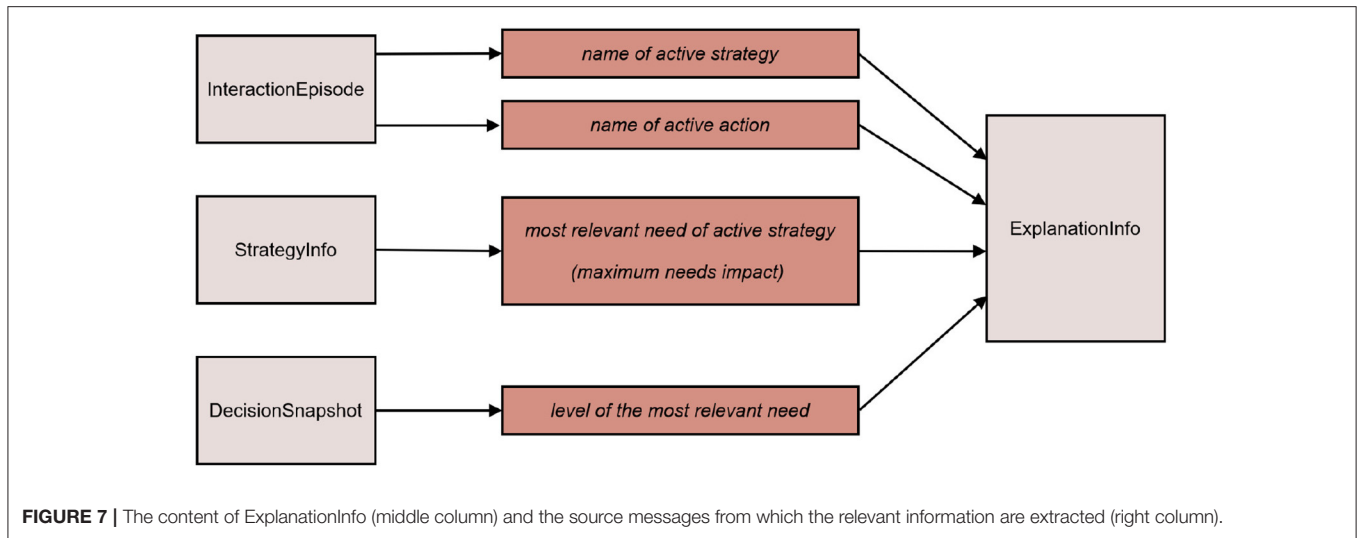 name of active strategy
InteractionEpisode
name of active action
most relevant need of active strategy
(maximum needs impact)
StrategyInfo
ExplanationInfo
DecisionSnapshot
level of the most relevant need
FIGURE 7 | The content of ExplanationInfo (middle column) and the source messages from which the relevant information are extracted (right column).